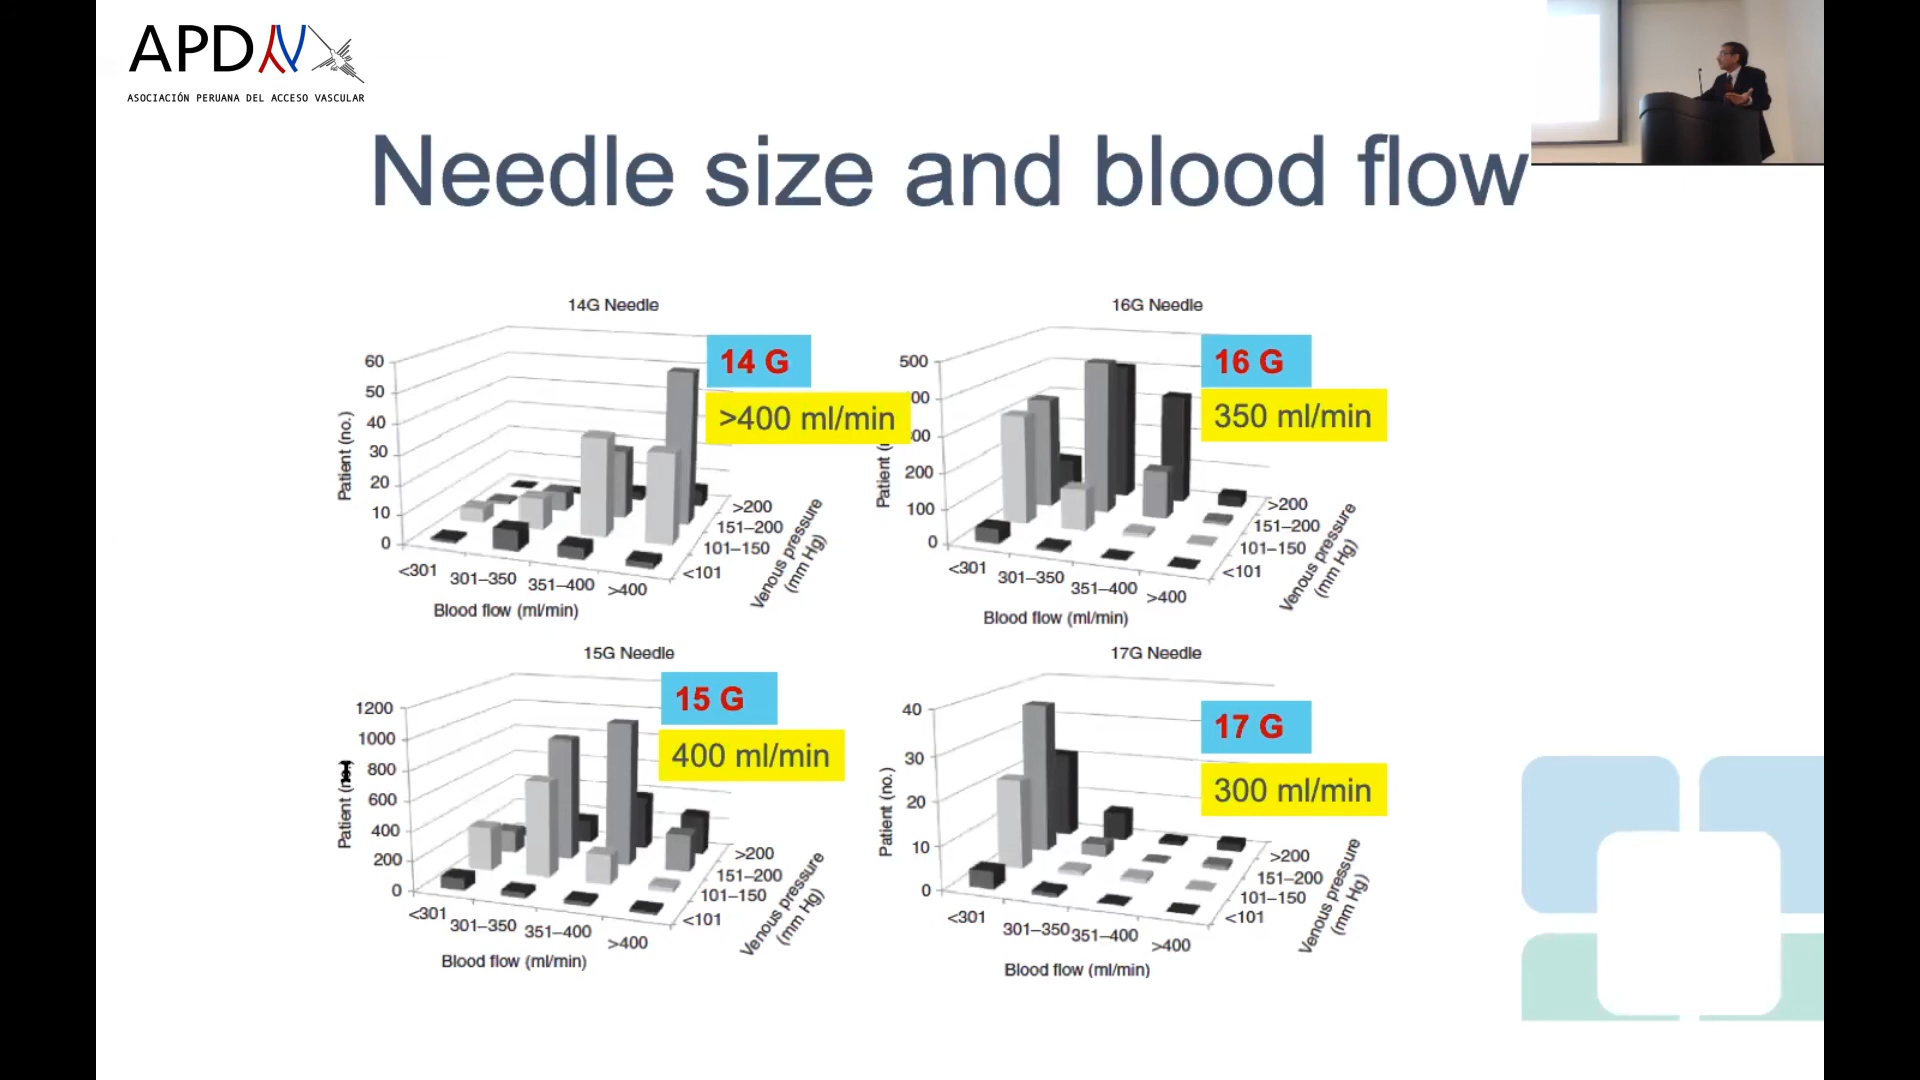 APD
ASOCIACIÓN PERUANA DEL ACCESO VASCULAR
Needle size and blood flow
14G Needle
14 G
>400 ml/min
60
50
40
30
20
10
0
Patient (no.)
<301
301–350
351–400
>400
Blood flow (ml/min)
>200
151–200
101–150
<101
Venous pressure
(mm Hg)
16G Needle
16 G
350 ml/min
500
200
100
0
Patient
<301
301–350
351–400
>400
Blood flow (ml/min)
>200
151–200
101–150
<101
Venous pressure
(mm Hg)
15G Needle
15 G
400 ml/min
1200
1000
800
600
400
200
0
Patient
<301
301–350
351–400
>400
Blood flow (ml/min)
>200
151–200
101–150
<101
Venous pressure
(mm Hg)
17G Needle
17 G
300 ml/min
40
30
20
10
0
Patient (no.)
<301
301–350
351–400
>400
Blood flow (ml/min)
>200
151–200
101–150
<101
Venous pressure
(mm Hg)